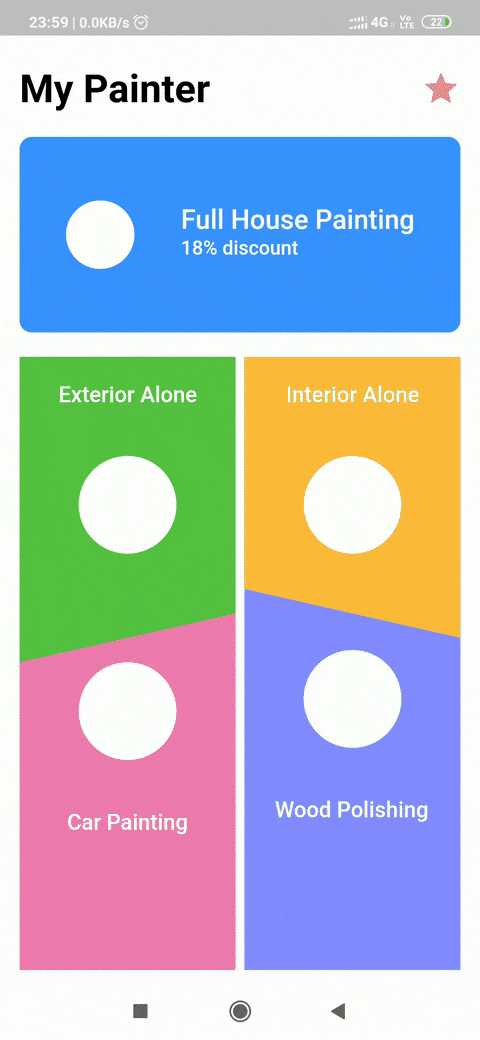 23:59 | 0.0KB/s
4G
Vo
LTE
22
My Painter
Full House Painting
18% discount
Exterior Alone
Interior Alone
Car Painting
Wood Polishing